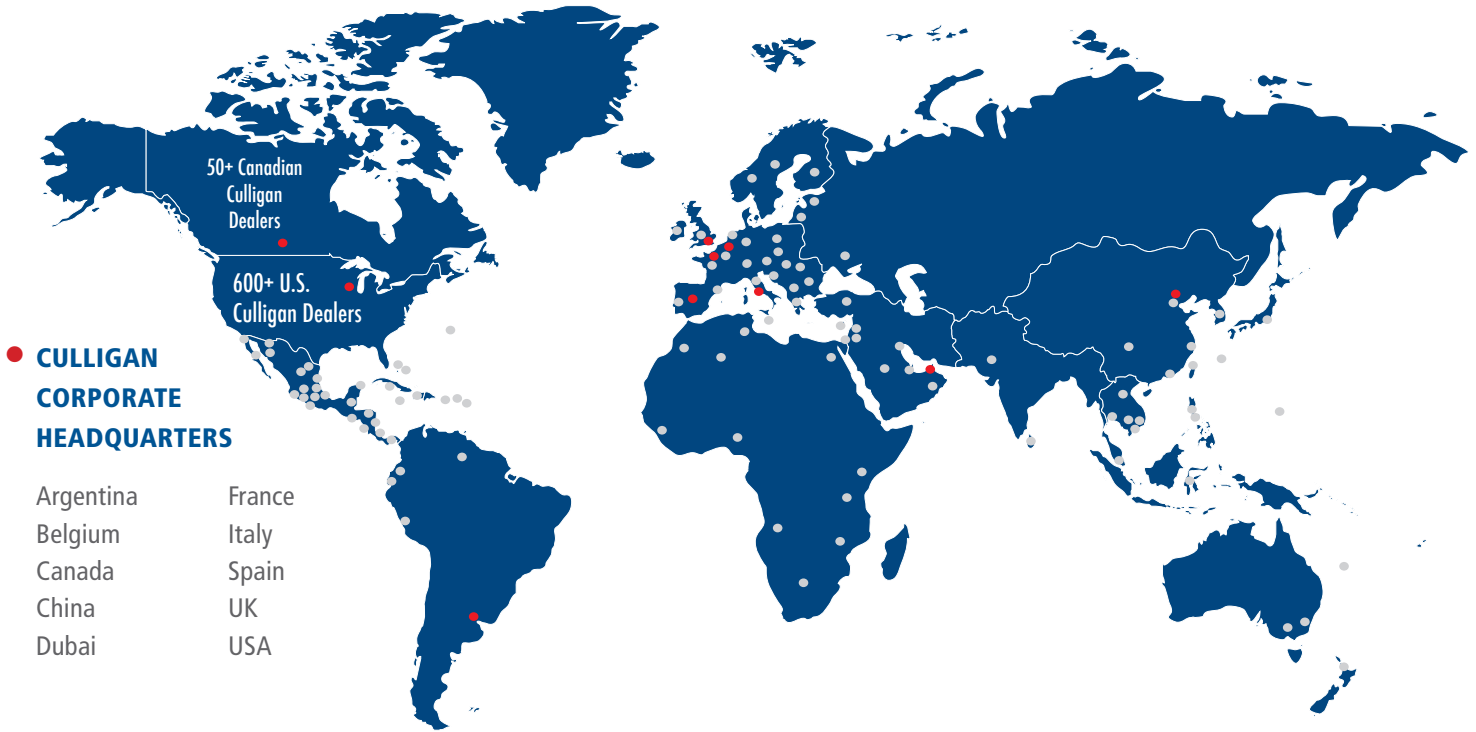 50+ Canadian
Culligan
Dealers
600+ U.S.
Culligan Dealers
CULLIGAN
CORPORATE
HEADQUARTERS
Argentina
Belgium
Canada
China
Dubai
France
Italy
Spain
UK
USA